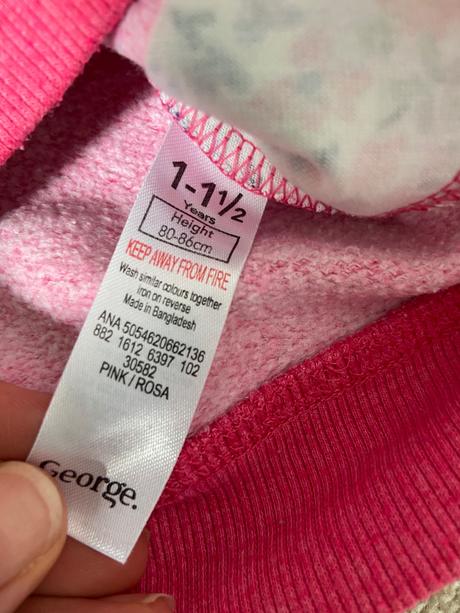 1-1½
Years
Height
80-86cm
KEEP AWAY FROM FIRE
Wash similar colours together
iron on reverse
Made in Bangladesh
ANA 5054620662136
882 1612 6397 102
30582
PINK/ROSA
George.